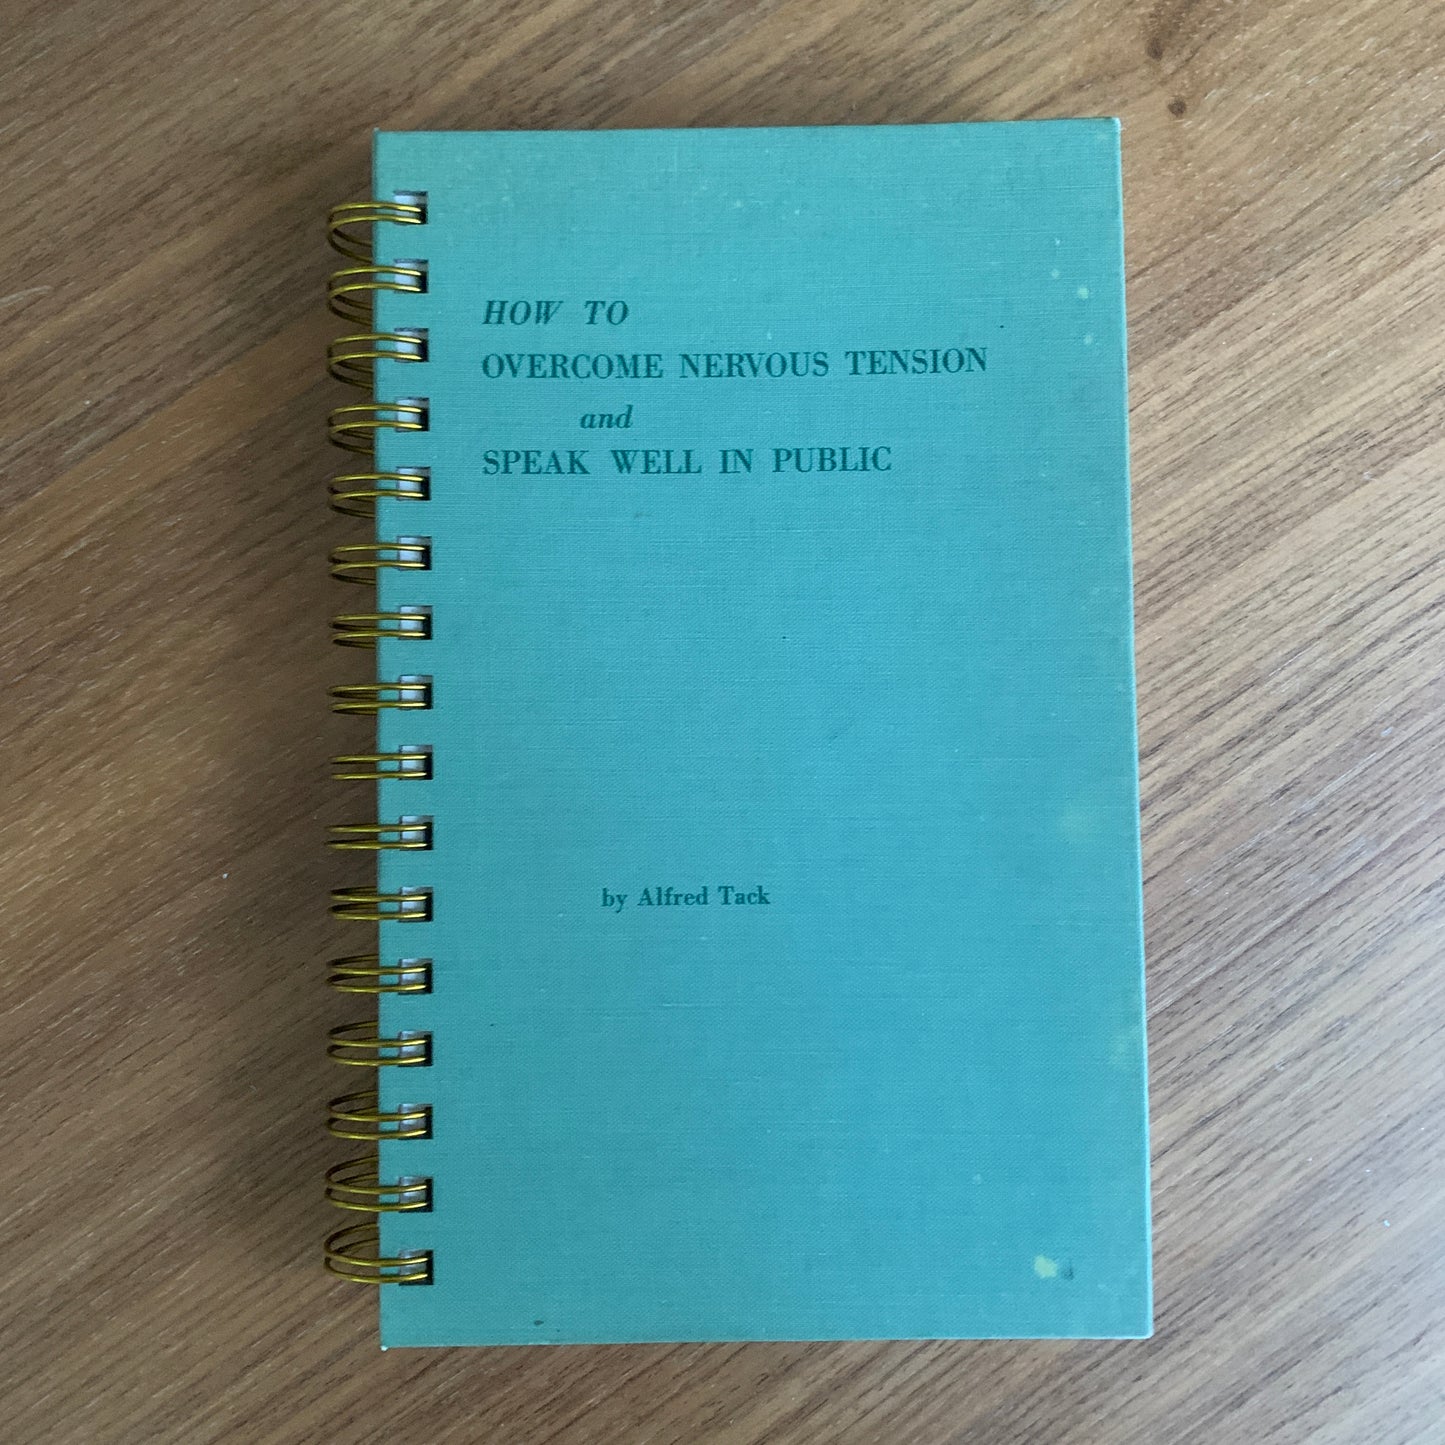 HOW TO
OVERCOME NERVOUS TENSION
and
SPEAK WELL IN PUBLIC
by Alfred Tack